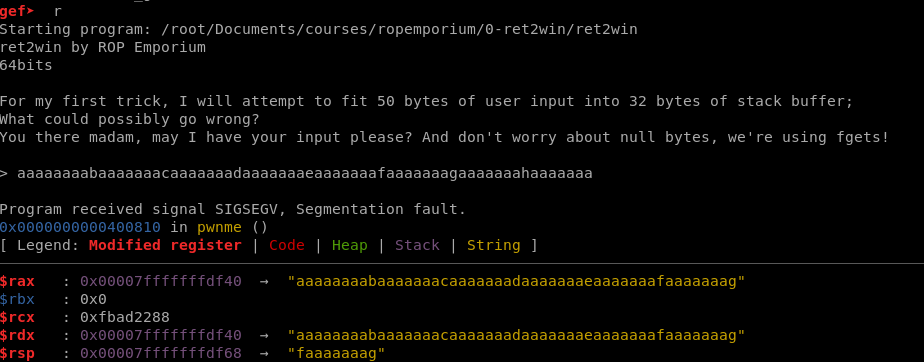 gef➤ r
Starting program: /root/Documents/courses/ropemporium/0-ret2win/ret2win
ret2win by ROP Emporium
64bits
For my first trick, I will attempt to fit 50 bytes of user input into 32 bytes of stack buffer;
What could possibly go wrong?
You there madam, may I have your input please? And don't worry about null bytes, we're using fgets!
> aaaaaaaabaaaaaaacaaaaaaadaaaaaaaeaaaaaaafaaaaaaagaaaaaaahaaaaaaa
Program received signal SIGSEGV, Segmentation fault.
0x0000000000400810 in pwnme ()
[ Legend: Modified register | Code | Heap | Stack | String ]
$rax : 0x00007fffffffdf40 → "aaaaaaaabaaaaaaacaaaaaaadaaaaaaaeaaaaaaafaaaaaaag"
$rbx : 0x0
$rcx : 0xfbad2288
$rdx : 0x00007fffffffdf40 → "aaaaaaaabaaaaaaacaaaaaaadaaaaaaaeaaaaaaafaaaaaaag"
$rsp : 0x00007fffffffdf68 → "faaaaaaag"